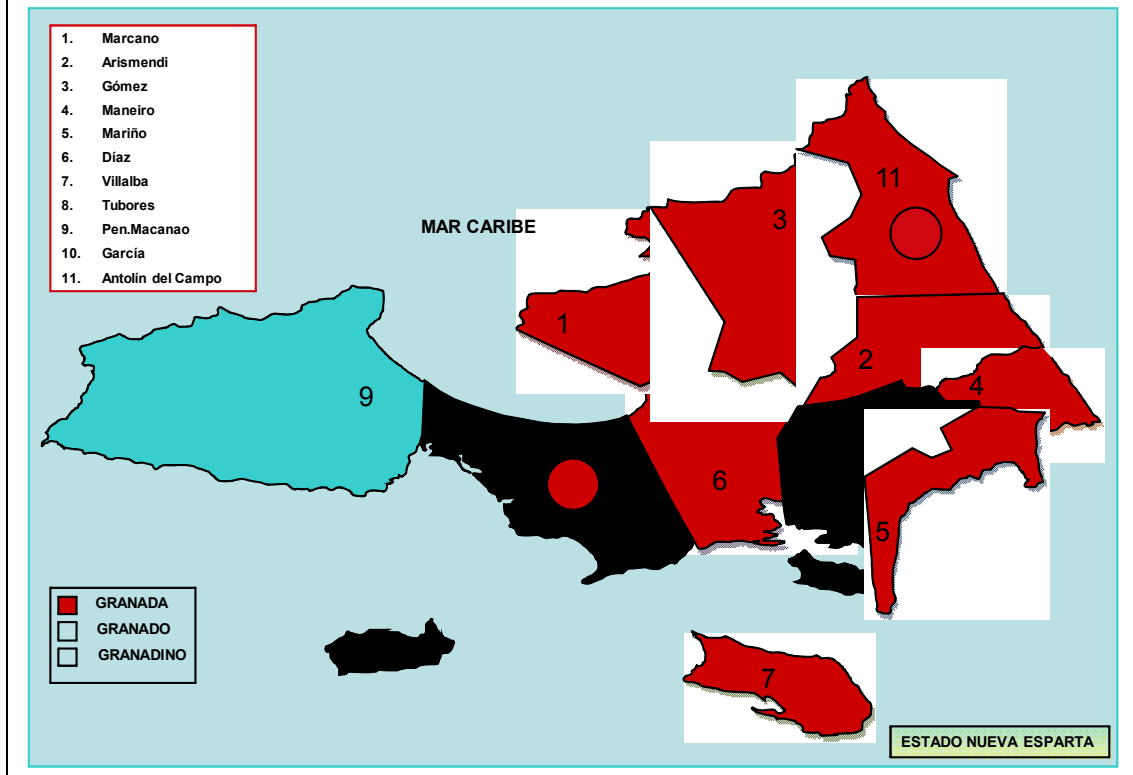 1. Marcano
2. Arismendi
3. Gómez
4. Maneiro
5. Mariño
6. Díaz
7. Villalba
8. Tubores
9. Pen.Macanao
10. García
11. Antolín del Campo
MAR CARIBE
11
3
1
2
4
9
6
5
7
GRANADA
GRANADO
GRANADINO
ESTADO NUEVA ESPARTA